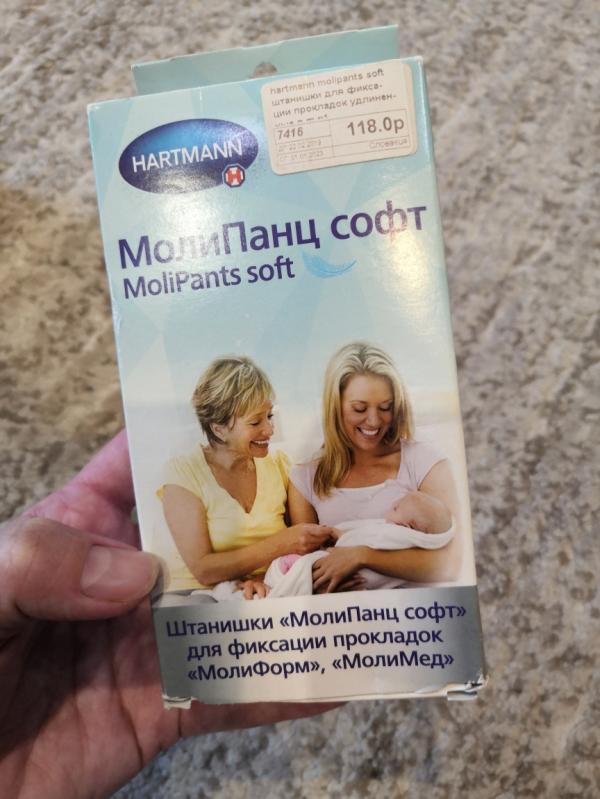 hartmann molipants soft
штанишки для фикса-
ции прокладок удлинен-
7416
118.0р
Словакия
HARTMANN
МолиПанц софт
MoliPants soft
Штанишки «МолиПанц софт»
для фиксации прокладок
«МолиФорм», «МолиМед»